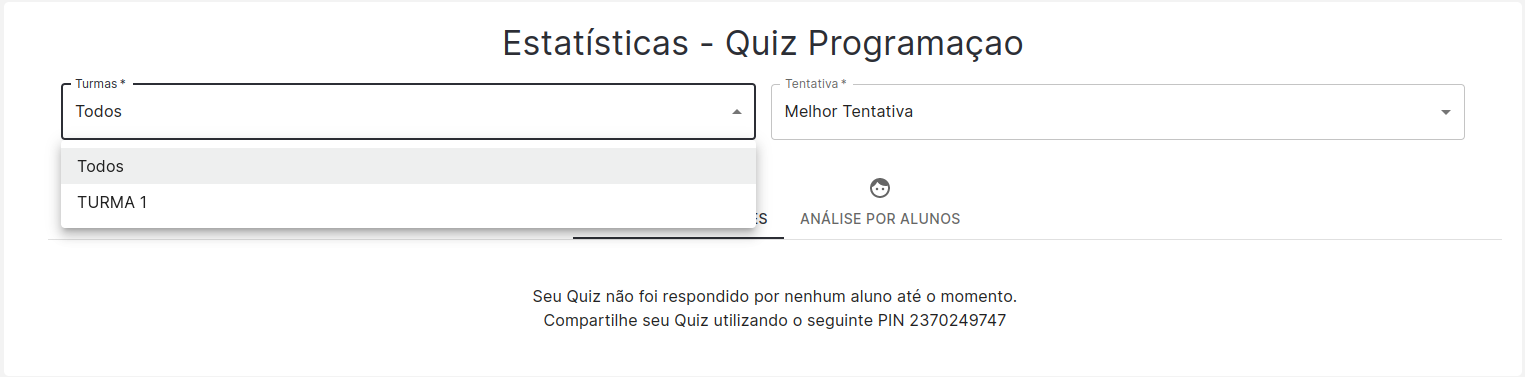 Estatísticas - Quiz Programaçao
Turmas *
Tentativa *
Todos
Melhor Tentativa
Todos
TURMA 1
ANÁLISE POR ALUNOS
Seu Quiz não foi respondido por nenhum aluno até o momento.
Compartilhe seu Quiz utilizando o seguinte PIN 2370249747